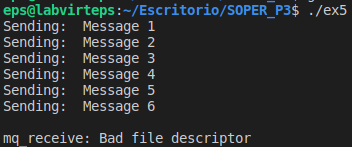 eps@labvirteps:~/Escritorio/SOPER_P3$ ./ex5
Sending:  Message 1
Sending:  Message 2
Sending:  Message 3
Sending:  Message 4
Sending:  Message 5
Sending:  Message 6
mq_receive: Bad file descriptor